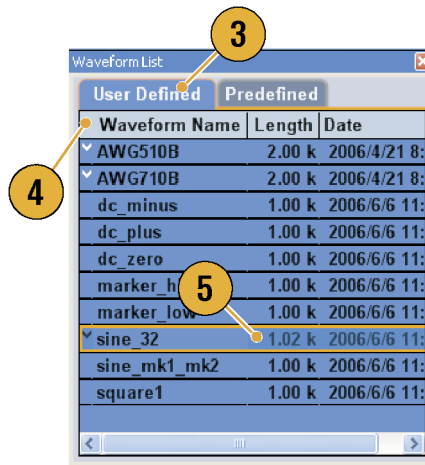 3
Waveform List
User Defined Predefined
Waveform Name Length Date
4
AWG510B 2.00 k 2006/4/21 8:
AWG710B 2.00 k 2006/4/21 8:
dc_minus 1.00 k 2006/6/6 11:
dc_plus 1.00 k 2006/6/6 11:
dc_zero 1.00 k 2006/6/6 11:
marker_h 1.00 k 2006/6/6 11:
5
marker_low 1.00 k 2006/6/6 11:
sine_32 1.02 k 2006/6/6 11:
sine_mk1_mk2 1.00 k 2006/6/6 11:
square1 1.00 k 2006/6/6 11: